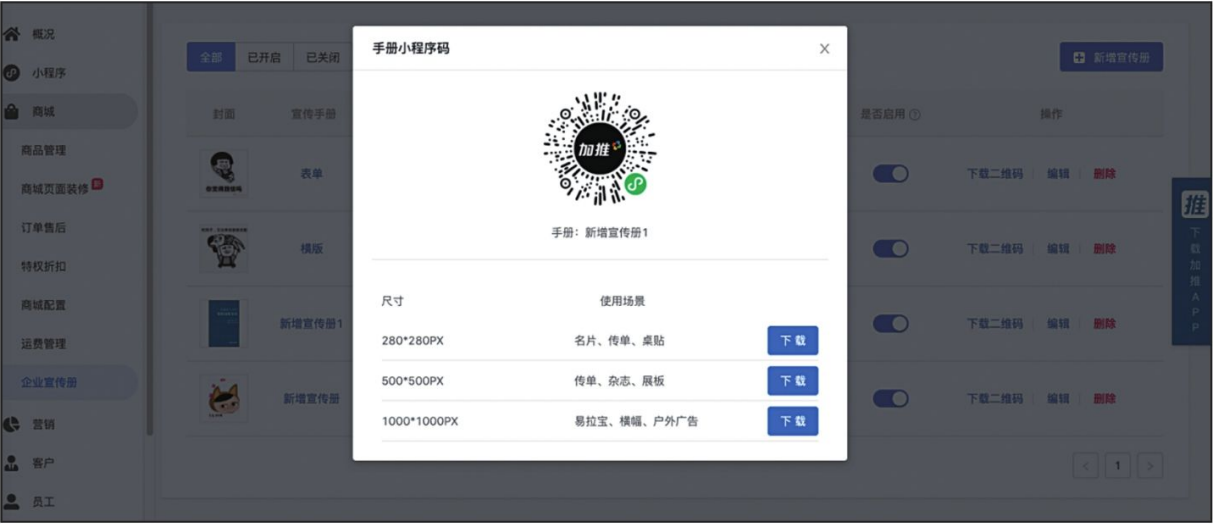 概况
小程序
商城
商品管理
商城页面装修 新
订单售后
特权折扣
商城配置
运费管理
企业宣传册
营销
客户
员工
全部 已开启 已关闭
新增宣传册
封面 宣传手册 是否启用 操作
表单 下载二维码 编辑 删除
横版 下载二维码 编辑 删除
新增宣传册1 下载二维码 编辑 删除
新增宣传册 下载二维码 编辑 删除
< 1 >
手册小程序码 X
加推
手册：新增宣传册1
尺寸 使用场景
280*280PX 名片、传单、桌贴 下载
500*500PX 传单、杂志、展板 下载
1000*1000PX 易拉宝、横幅、户外广告 下载
推
下载加推APP